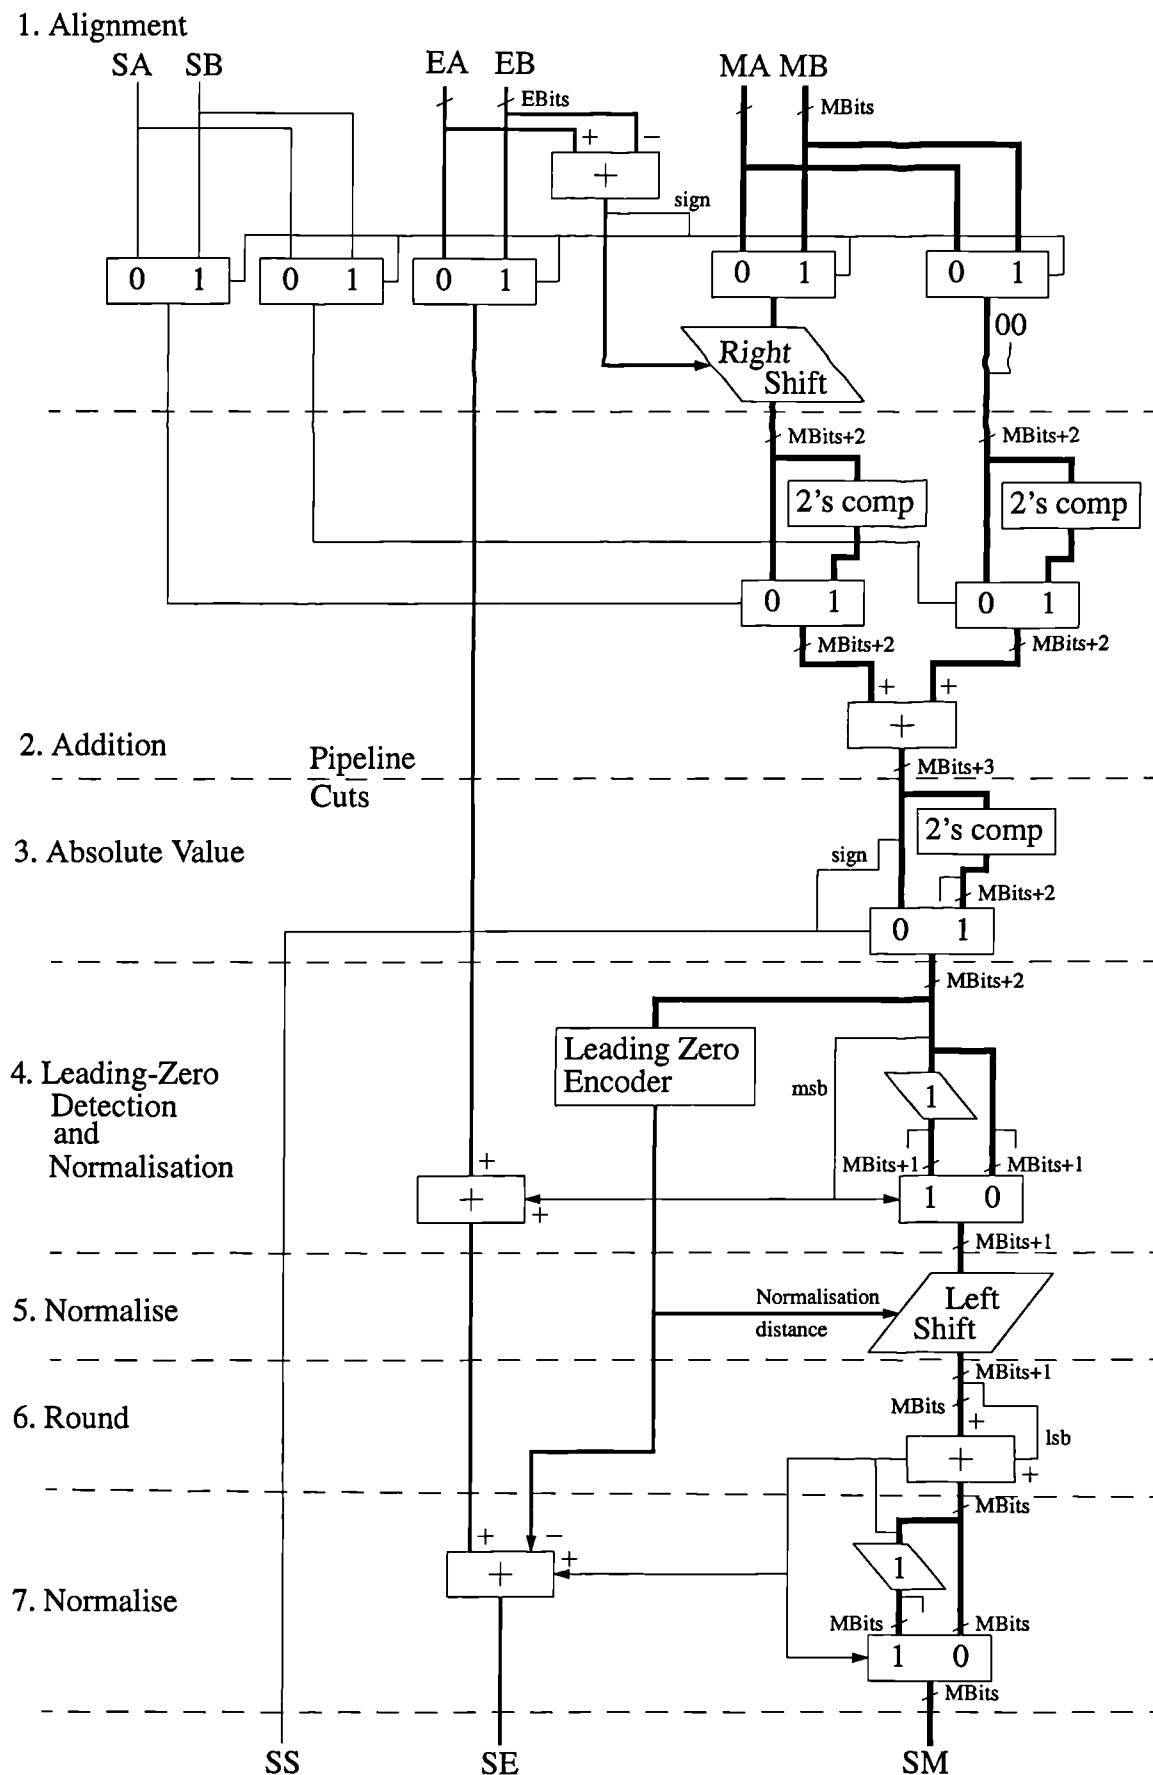 1. Alignment
SA SB EA EB MA MB
EBits MBits
+ −
+
sign
0 1 0 1 0 1 0 1 0 1
00
Right
Shift
MBits+2 MBits+2
2's comp 2's comp
0 1 0 1
MBits+2 MBits+2
+ +
+
2. Addition
Pipeline
MBits+3
Cuts
2's comp
3. Absolute Value
sign
MBits+2
0 1
MBits+2
Leading Zero
Encoder
4. Leading-Zero
Detection
and
Normalisation
msb
1
MBits+1 MBits+1
+
+
+
1 0
MBits+1
5. Normalise
Normalisation
distance
Left
Shift
MBits+1
MBits
6. Round
+
lsb
+
+
MBits
+ − +
+
1
7. Normalise
MBits MBits
1 0
MBits
SS SE SM